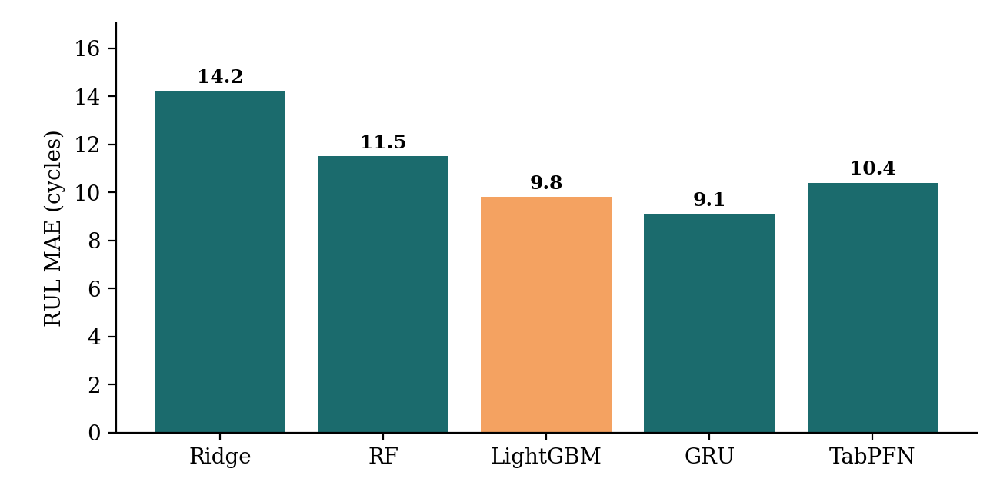 RUL MAE (cycles)
16
14
12
10
8
6
4
2
0
14.2
11.5
9.8
9.1
10.4
Ridge
RF
LightGBM
GRU
TabPFN